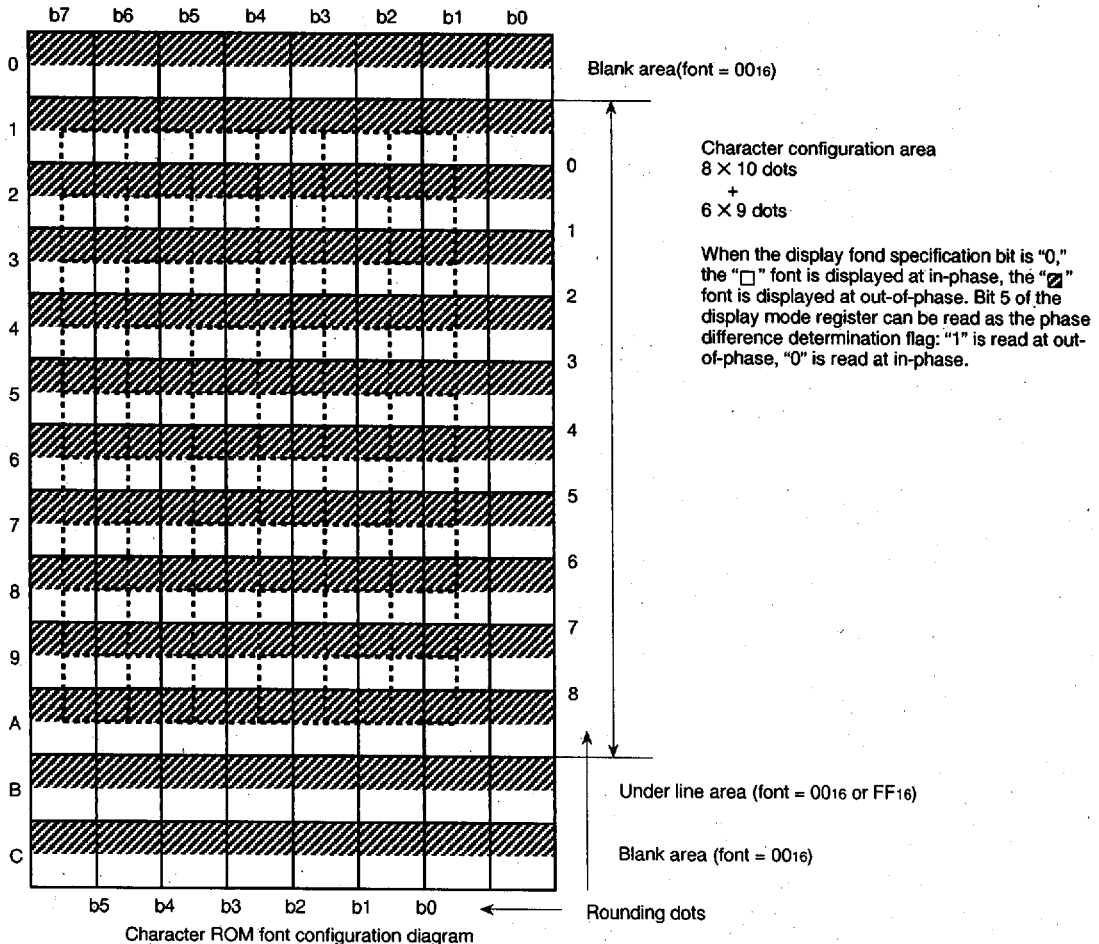 b7 b6 b5 b4 b3 b2 b1 b0
0
1
2
3
4
5
6
7
8
9
A
B
C
0
1
2
3
4
5
6
7
8
Blank area(font = 0016)
Character configuration area
8 × 10 dots
+
6 × 9 dots
When the display fond specification bit is “0,”
the “□” font is displayed at in-phase, the “▨”
font is displayed at out-of-phase. Bit 5 of the
display mode register can be read as the phase
difference determination flag: “1” is read at out-
of-phase, “0” is read at in-phase.
Under line area (font = 0016 or FF16)
Blank area (font = 0016)
b5 b4 b3 b2 b1 b0
Rounding dots
Character ROM font configuration diagram